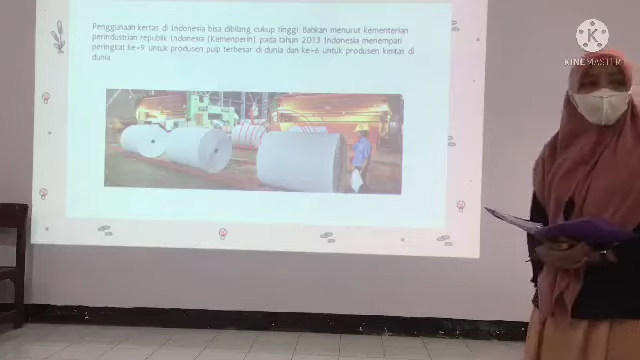 Penggunaan kertas di Indonesia bisa dibilang cukup tinggi. Bahkan menurut kementerian
perindustrian republik Indonesia (Kemenperin), pada tahun 2013 Indonesia menempati
peringkat ke-9 untuk produsen pulp terbesar di dunia dan ke-6 untuk produsen kertas di
dunia.
KINEMASTER